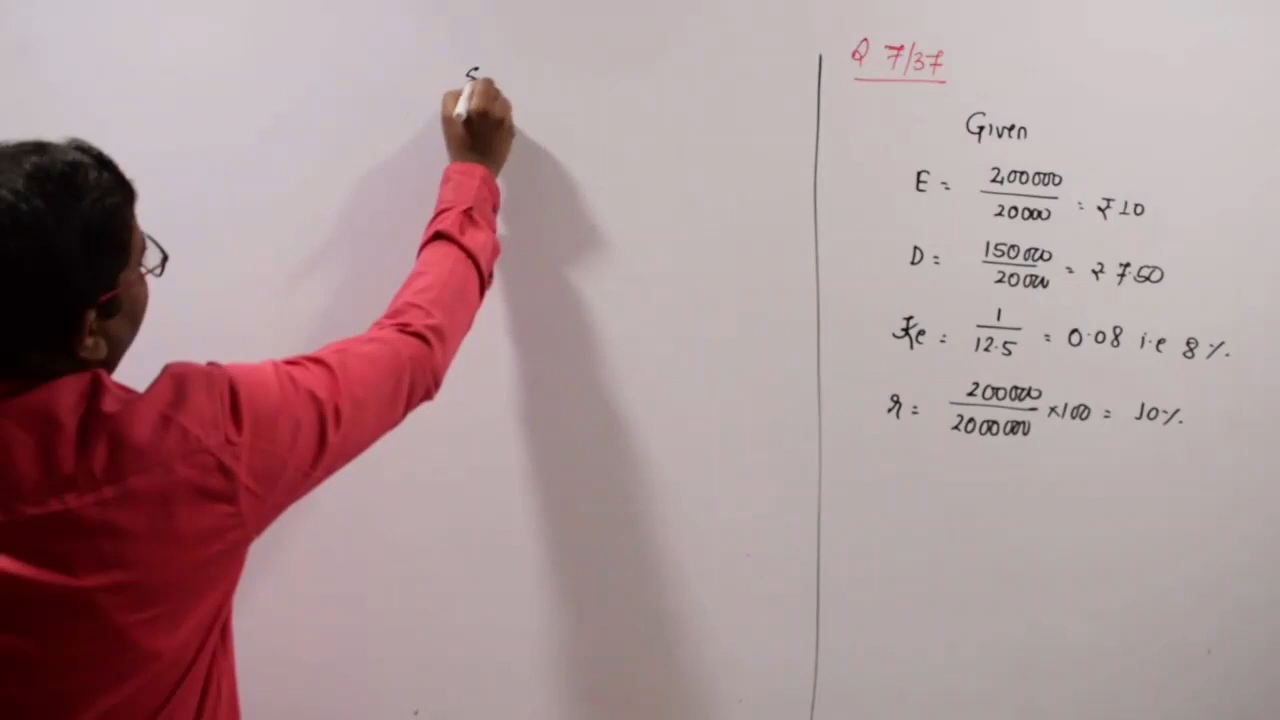 S
Q 7/37
Given
E = 200000 / 20000 = ₹10
D = 150000 / 20000 = ₹ 7.50
Ke = 1 / 12.5 = 0.08 i.e 8%.
r = 200000 / 2000000 ×100 = 10%.